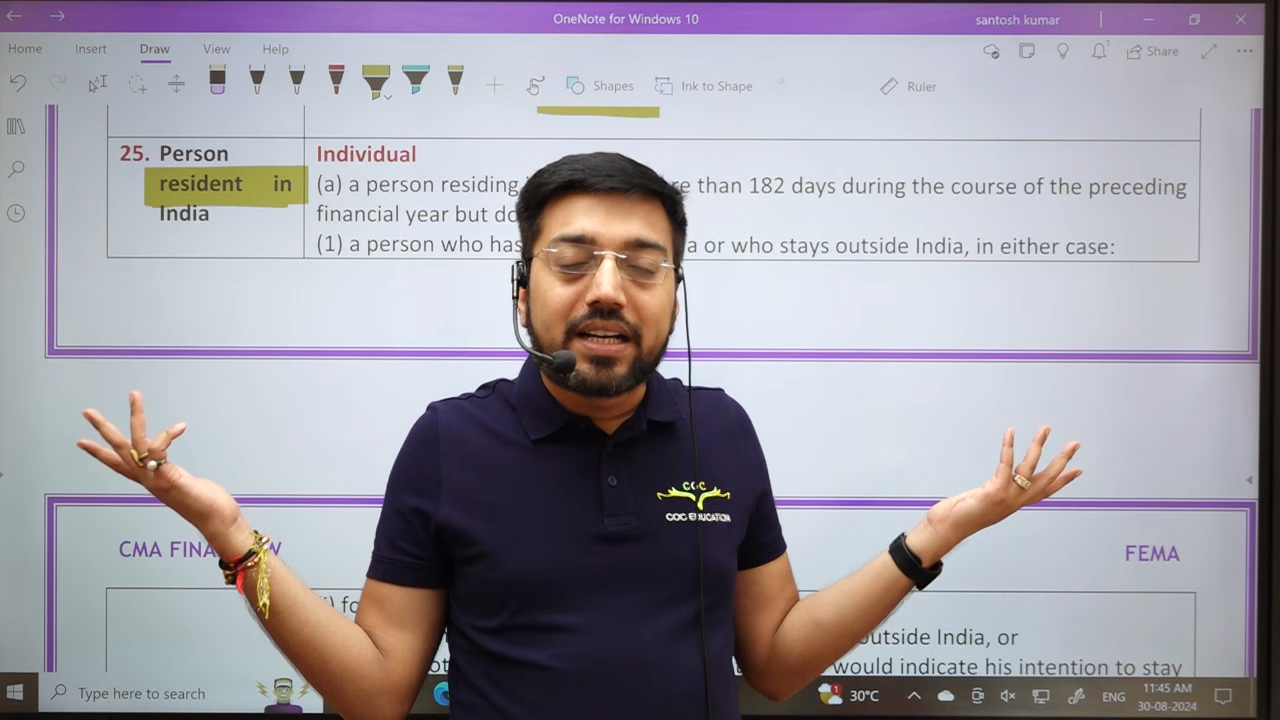 OneNote for Windows 10
santosh kumar
Home Insert Draw View Help
Share
Shapes
Ink to Shape
Ruler
25. Person resident in India
Individual
(a) a person residing re than 182 days during the course of the preceding
financial year but do
(1) a person who has a or who stays outside India, in either case:
COC EDUCATION
CMA FINA W
FEMA
(i) fo
outside India, or
would indicate his intention to stay
Type here to search
30°C
ENG
11:45 AM
30-08-2024